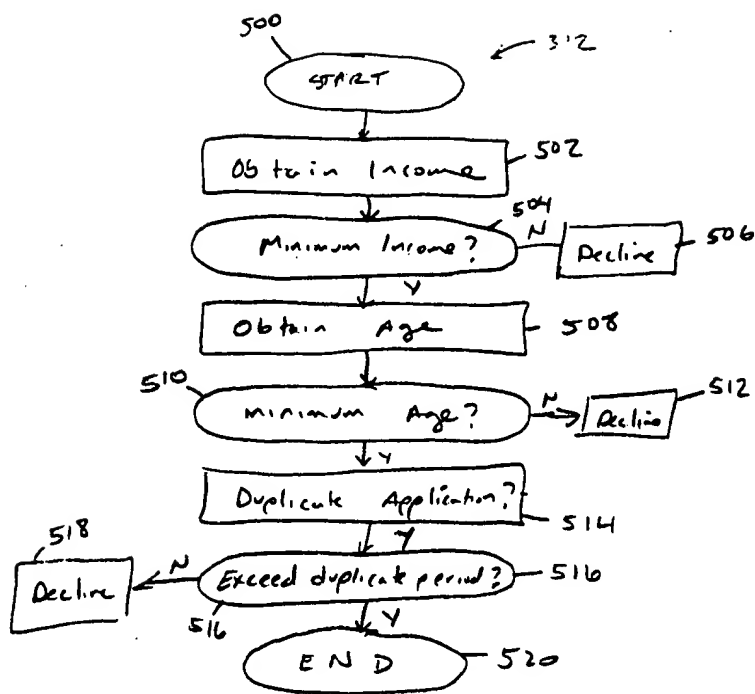 500
312
START
Obtain Income
502
504
Minimum Income?
N
Decline
506
Y
Obtain Age
508
510
Minimum Age?
N
Decline
512
Y
Duplicate Application?
514
Y
518
Decline
N
Exceed duplicate period?
516
516
Y
END
520